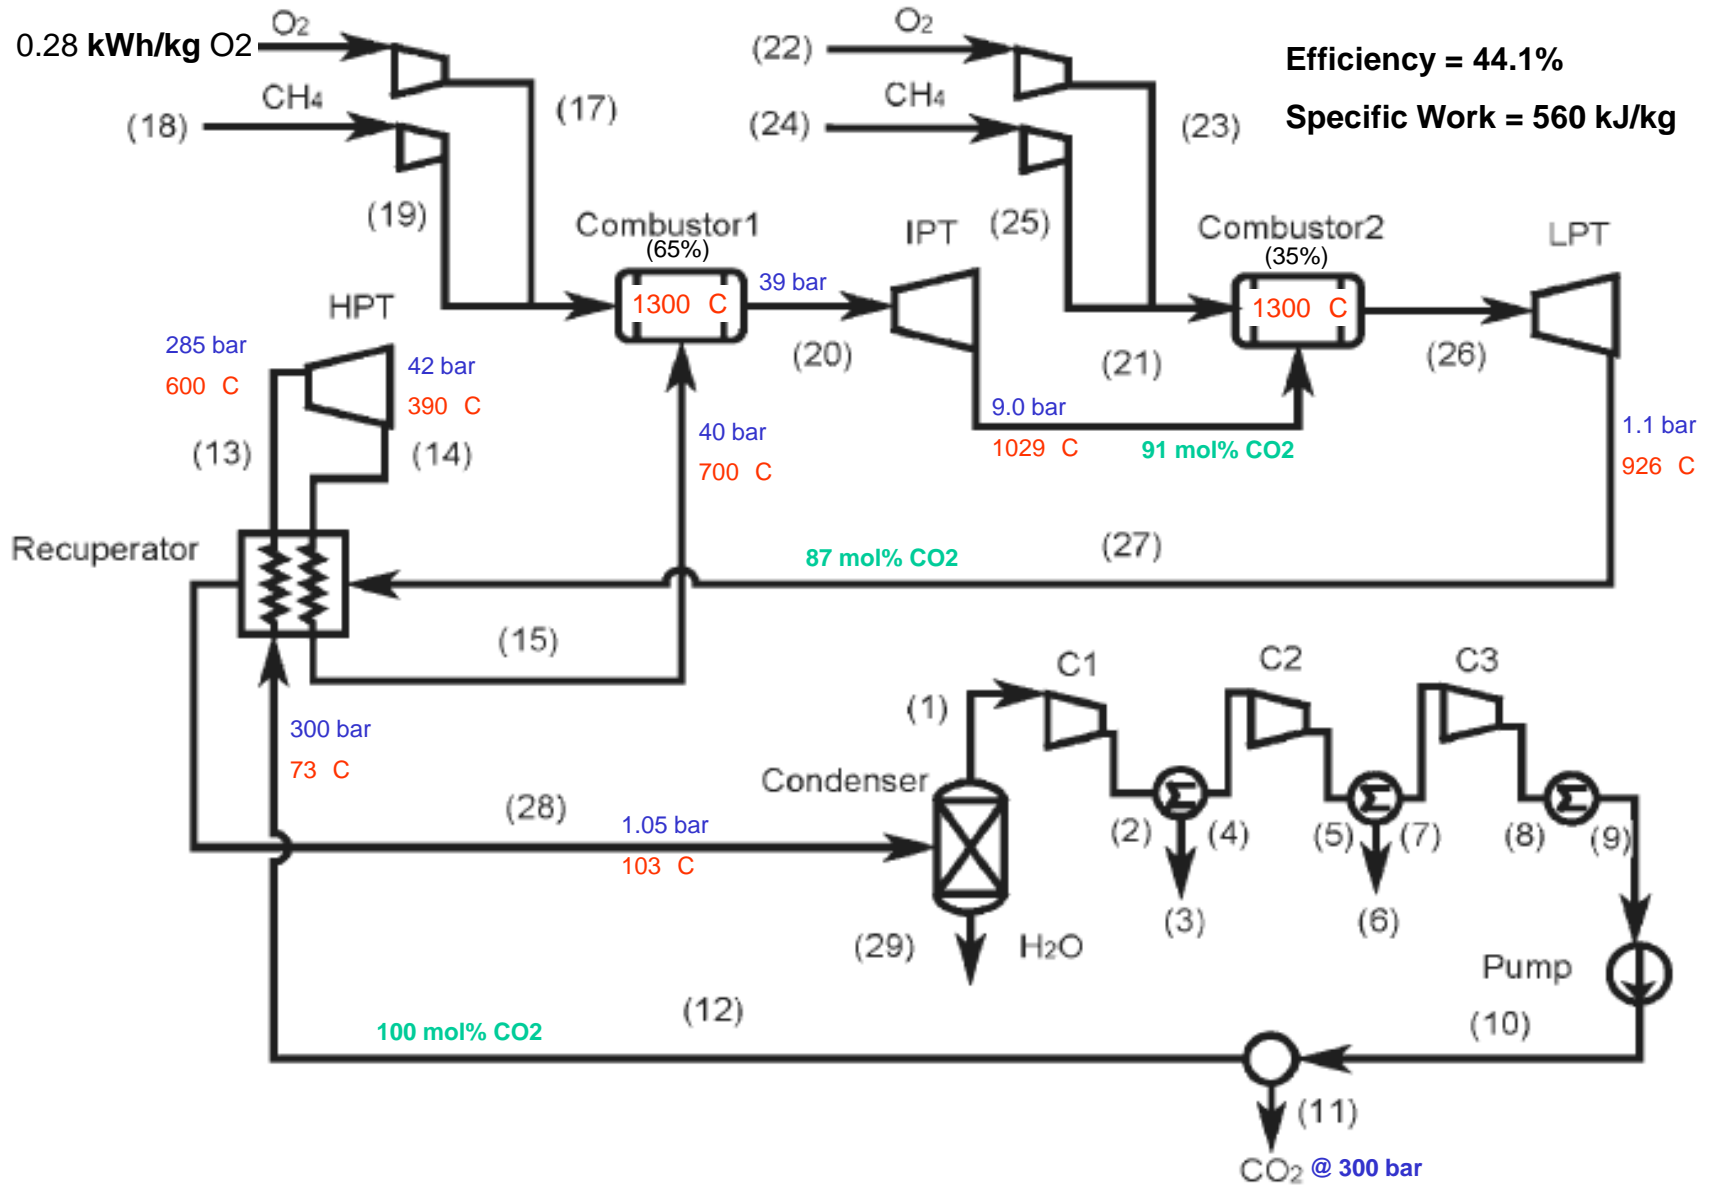 O₂
0.28 kWh/kg O2
CH₄
(18)
(17)
(19)
O₂
(22)
CH₄
(24)
(23)
(25)
Efficiency = 44.1%
Specific Work = 560 kJ/kg
Combustor1
(65%)
1300 C
39 bar
(20)
IPT
Combustor2
(35%)
1300 C
(21)
(26)
LPT
HPT
285 bar
600 C
42 bar
390 C
(13)
(14)
40 bar
700 C
9.0 bar
1029 C
91 mol% CO2
1.1 bar
926 C
Recuperator
87 mol% CO2
(27)
(15)
300 bar
73 C
(28)
1.05 bar
103 C
Condenser
(1)
C1
C2
C3
(2)
(4)
(5)
(7)
(8)
(9)
Σ
Σ
Σ
(3)
(6)
(29)
H₂O
Pump
(10)
(12)
100 mol% CO2
(11)
CO₂ @ 300 bar